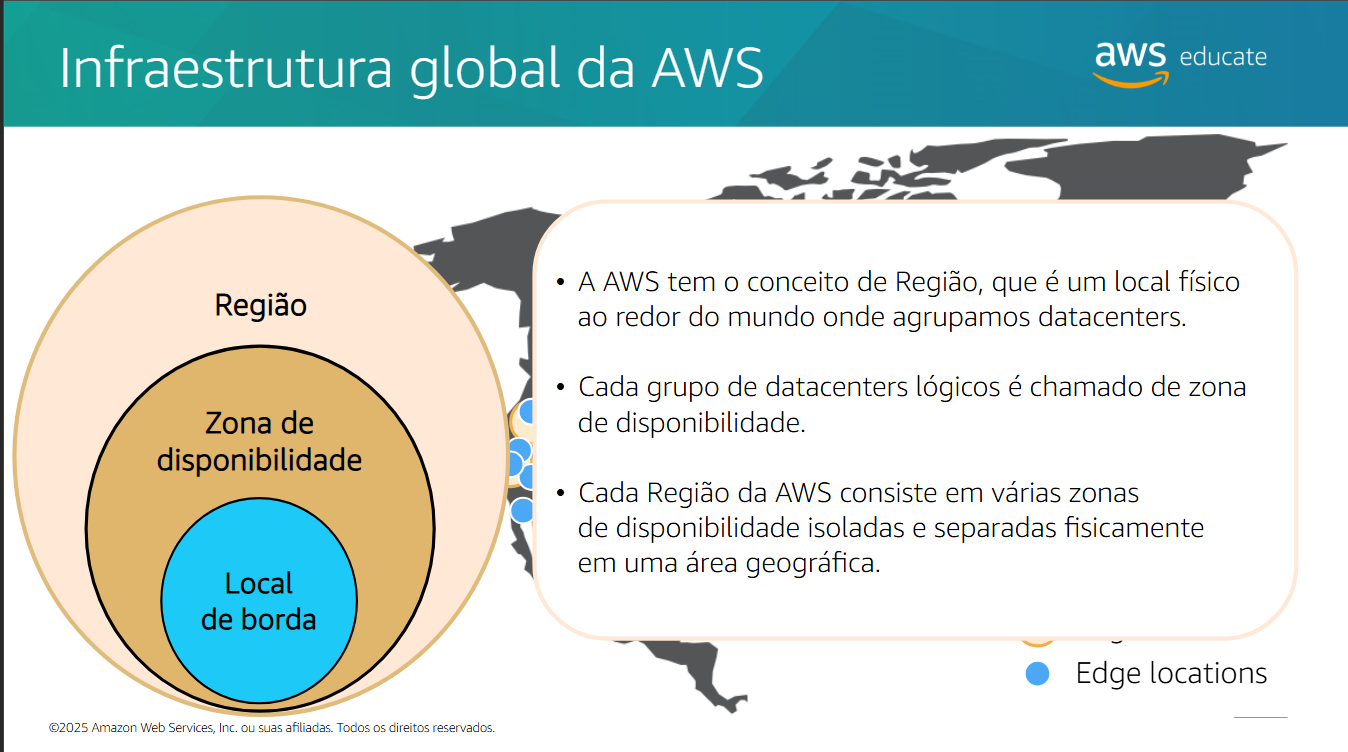 Infraestrutura global da AWS
aws educate
Região
Zona de
disponibilidade
Local
de borda
• A AWS tem o conceito de Região, que é um local físico
ao redor do mundo onde agrupamos datacenters.
• Cada grupo de datacenters lógicos é chamado de zona
de disponibilidade.
• Cada Região da AWS consiste em várias zonas
de disponibilidade isoladas e separadas fisicamente
em uma área geográfica.
Edge locations
©2025 Amazon Web Services, Inc. ou suas afiliadas. Todos os direitos reservados.